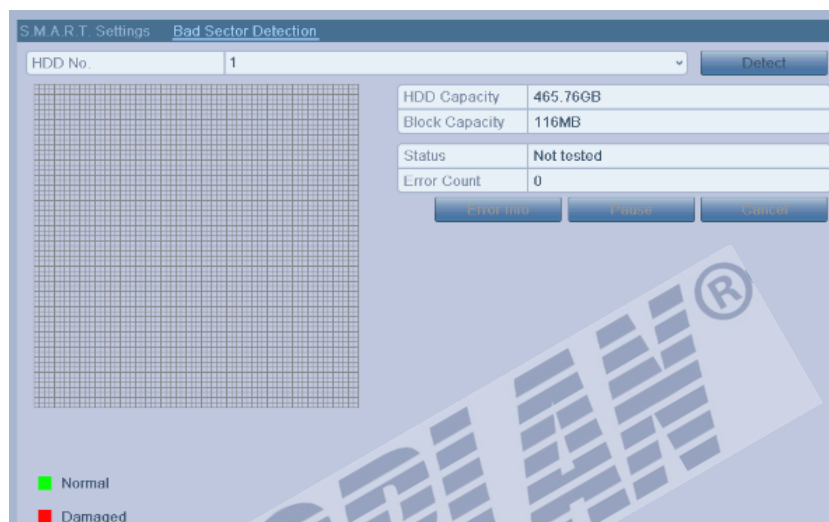 S.M.A.R.T. Settings Bad Sector Detection
HDD No. 1 Detect
HDD Capacity 465.76GB
Block Capacity 116MB
Status Not tested
Error Count 0
Error Info Pause Cancel
®
Normal
Damaged